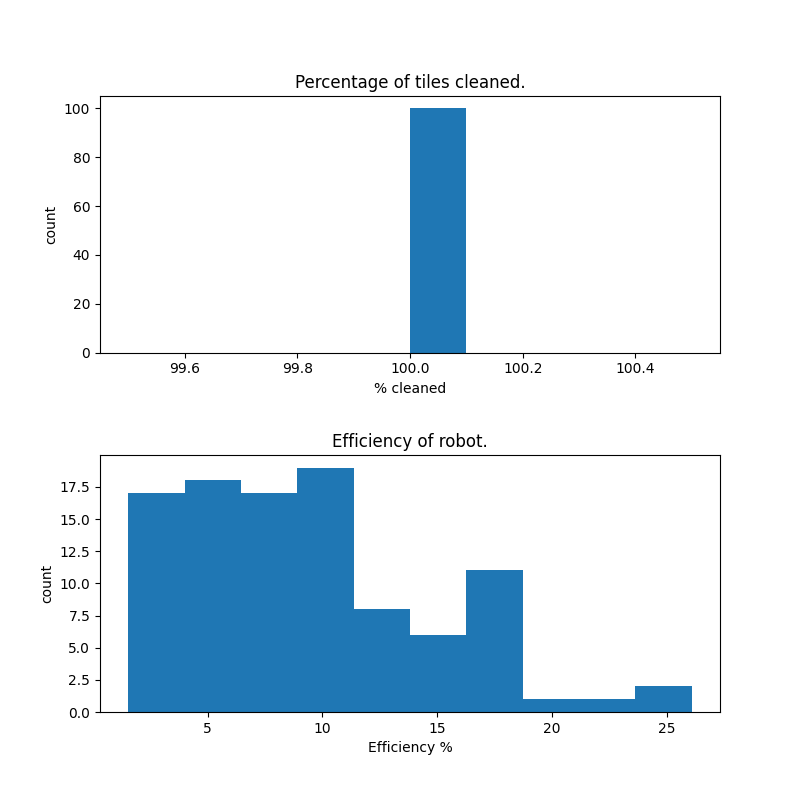 Percentage of tiles cleaned.
100
80
60
40
20
0
count
99.6 99.8 100.0 100.2 100.4
% cleaned
Efficiency of robot.
17.5
15.0
12.5
10.0
7.5
5.0
2.5
0.0
count
5 10 15 20 25
Efficiency %